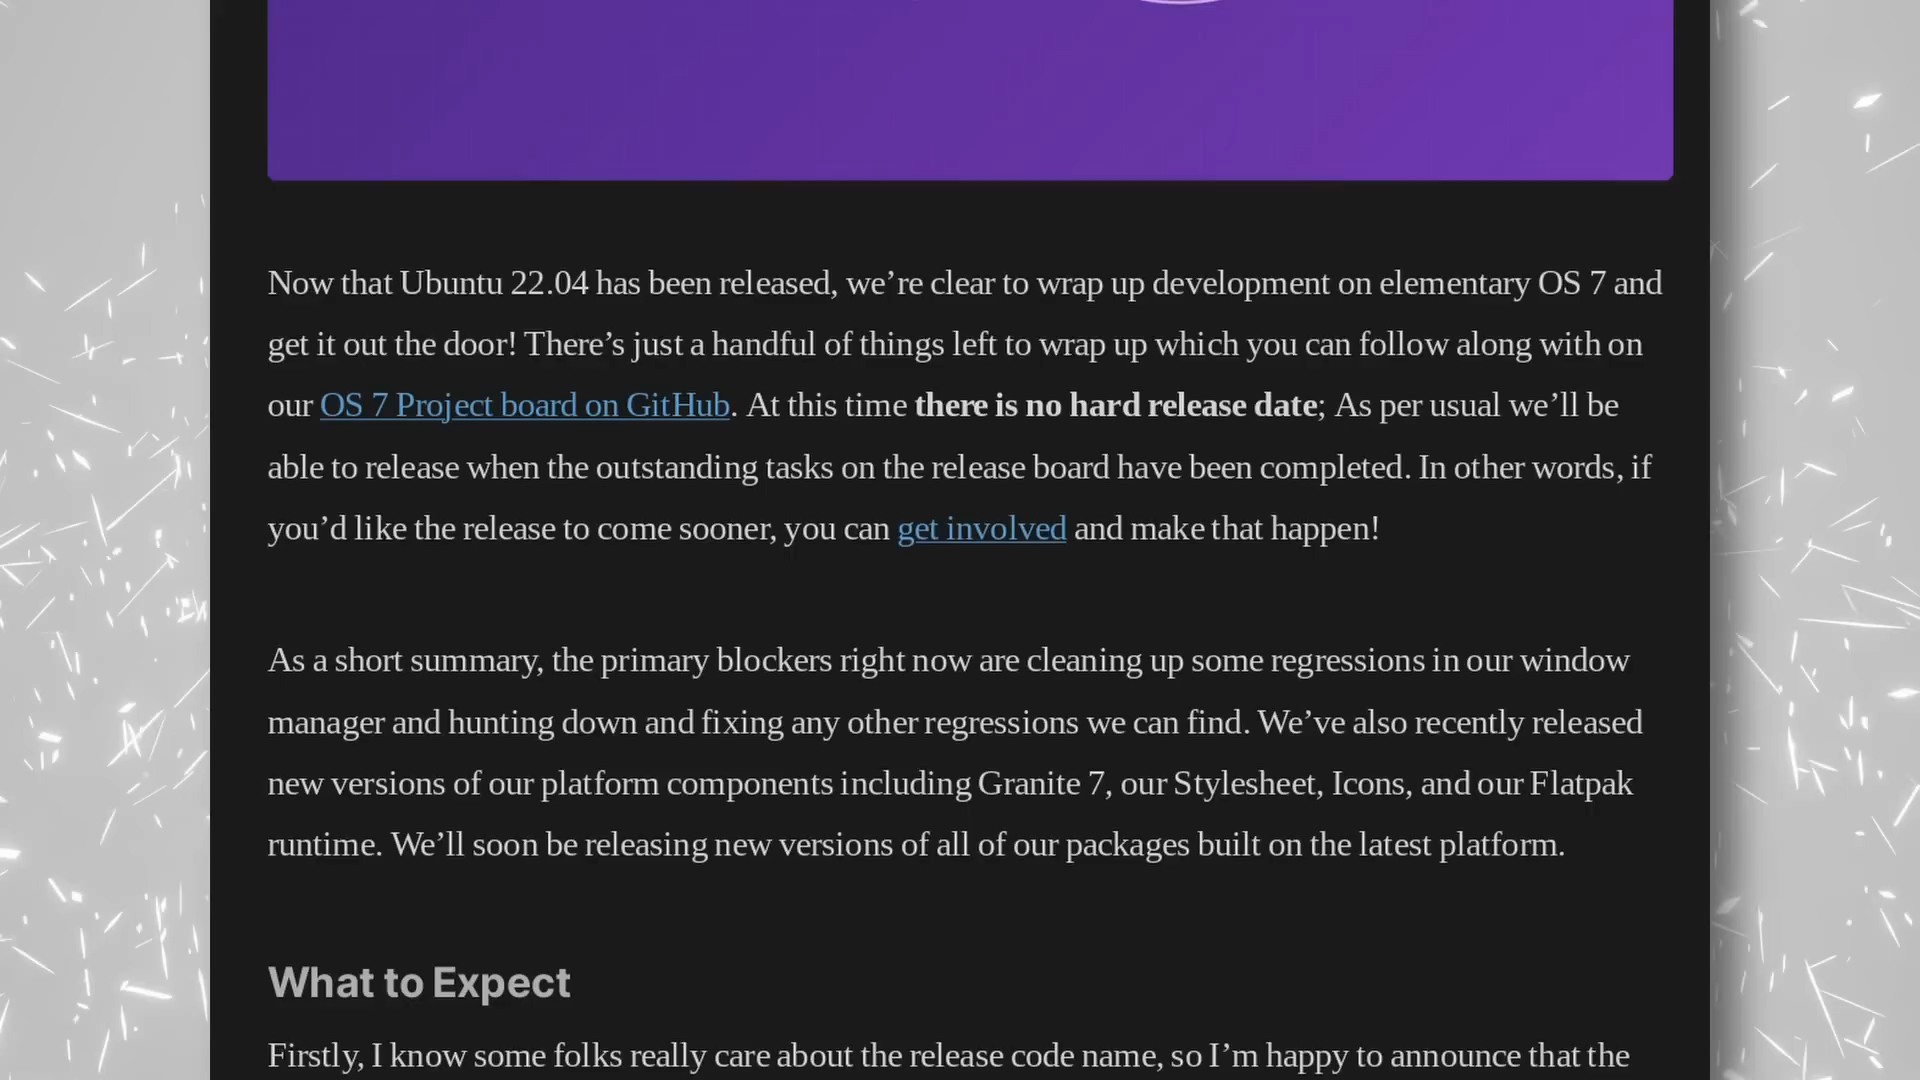 Now that Ubuntu 22.04 has been released, we’re clear to wrap up development on elementary OS 7 and
get it out the door! There’s just a handful of things left to wrap up which you can follow along with on
our OS 7 Project board on GitHub. At this time there is no hard release date; As per usual we’ll be
able to release when the outstanding tasks on the release board have been completed. In other words, if
you’d like the release to come sooner, you can get involved and make that happen!
As a short summary, the primary blockers right now are cleaning up some regressions in our window
manager and hunting down and fixing any other regressions we can find. We’ve also recently released
new versions of our platform components including Granite 7, our Stylesheet, Icons, and our Flatpak
runtime. We’ll soon be releasing new versions of all of our packages built on the latest platform.
What to Expect
Firstly, I know some folks really care about the release code name, so I’m happy to announce that the